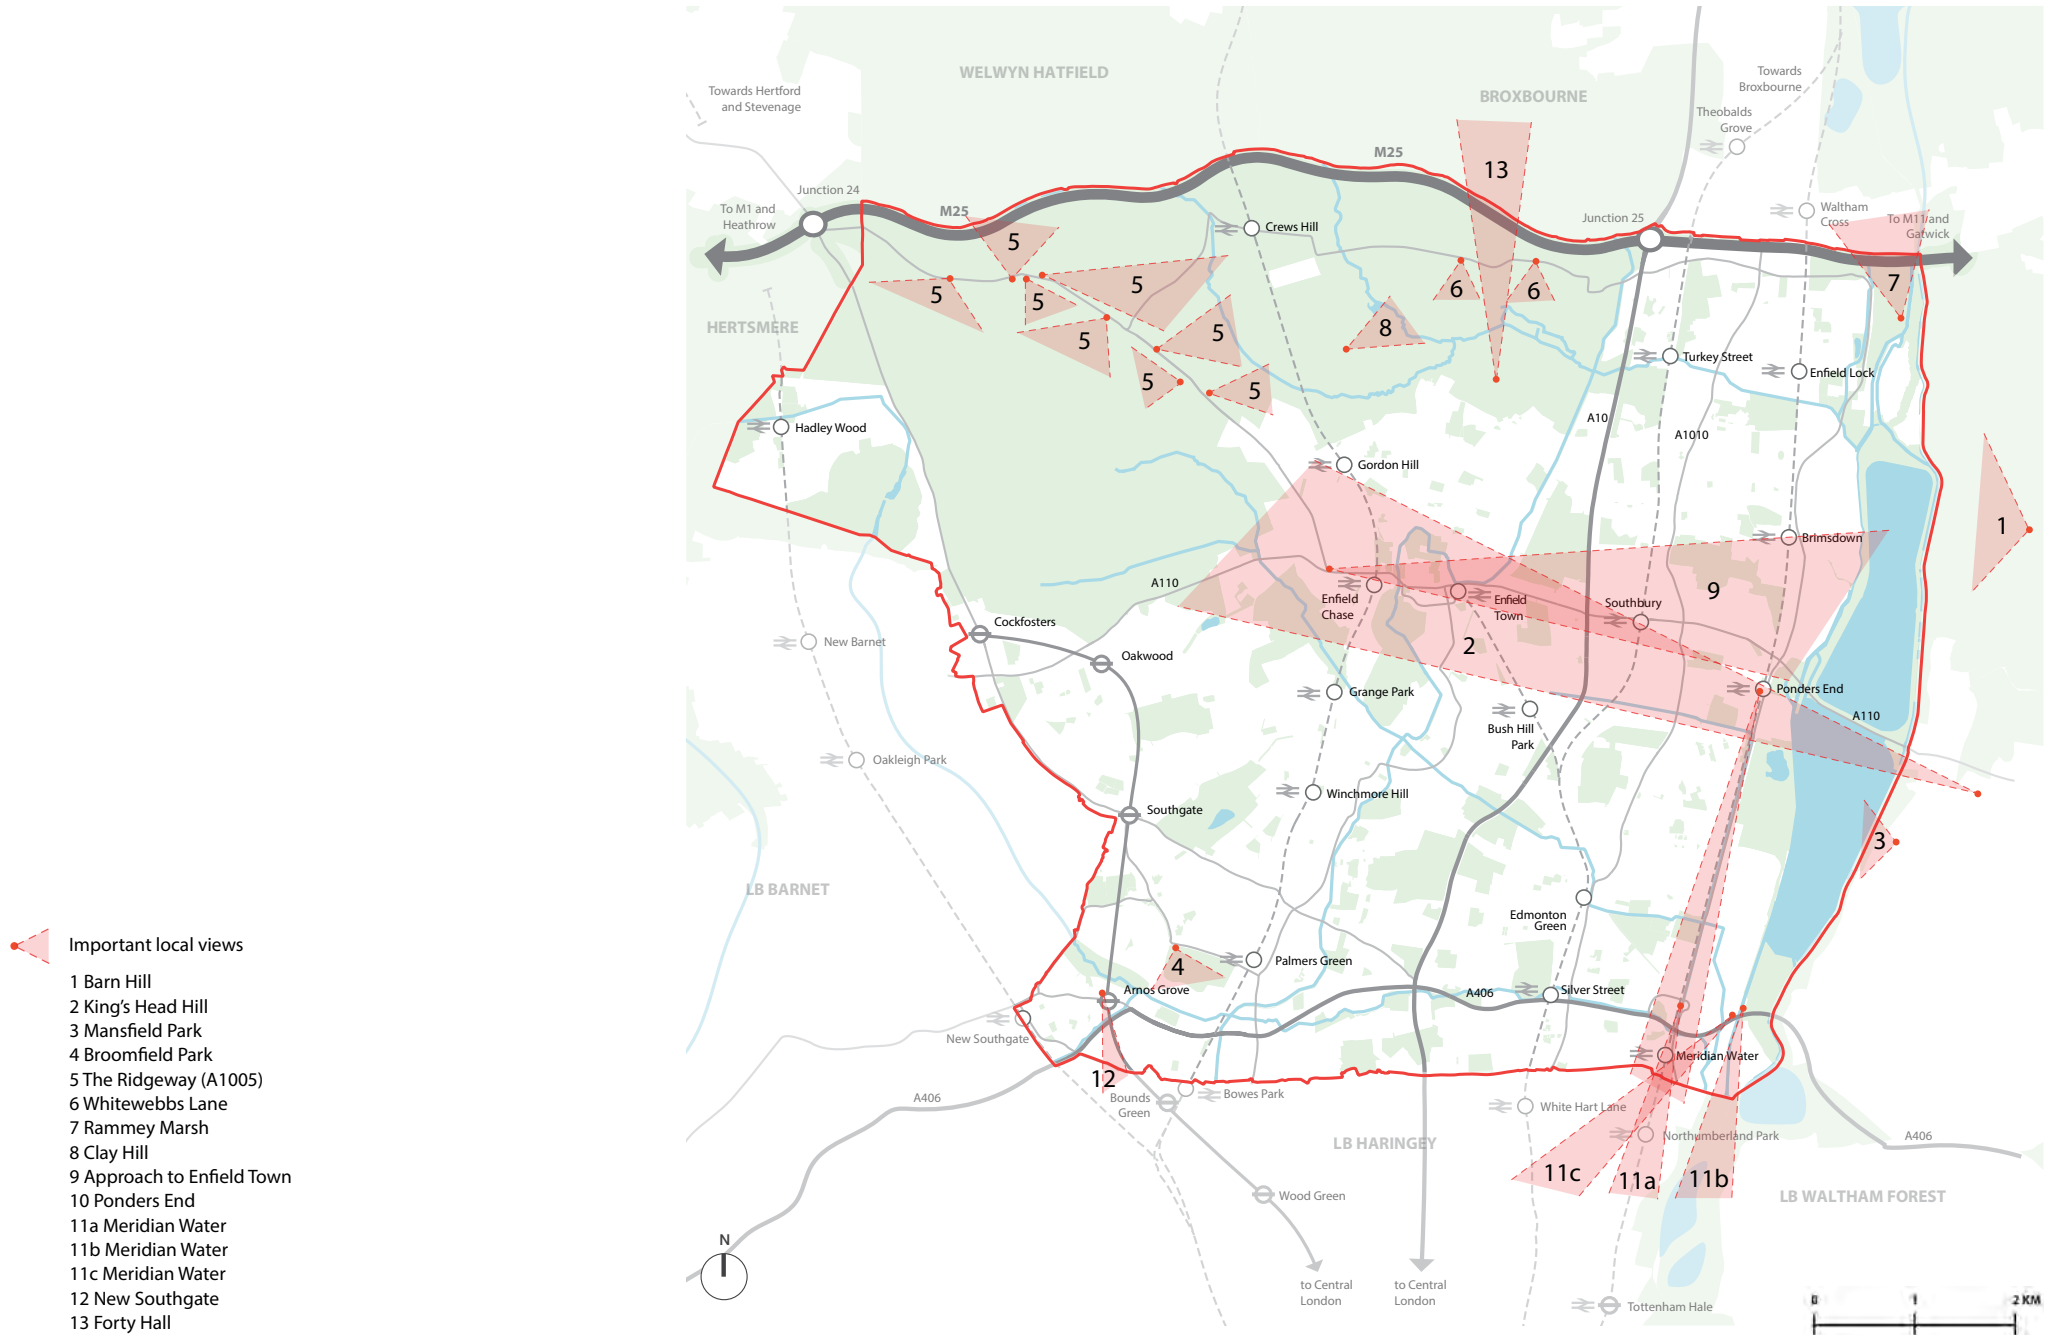 WELWYN HATFIELD
BROXBOURNE
Towards
Broxbourne
Towards Hertford
and Stevenage
Theobalds
Grove
M25
13
Junction 24
To M1 and
Heathrow
M25
Waltham
Cross
Junction 25
To M11 and
Gatwick
Crews Hill
5
5
5
5
6
6
7
HERTSMERE
5
5
8
Turkey Street
Enfield Lock
5
5
Hadley Wood
A10
A1010
Gordon Hill
1
Brimsdown
A110
Enfield
Chase
Enfield
Town
9
Southbury
Cockfosters
New Barnet
Oakwood
2
Grange Park
Ponders End
A110
Bush Hill
Park
Oakleigh Park
Winchmore Hill
Southgate
3
LB BARNET
Edmonton
Green
4
Palmers Green
Arnos Grove
A406
Silver Street
New Southgate
Meridian Water
12
A406
Bounds
Green
Bowes Park
White Hart Lane
LB HARINGEY
Northumberland Park
A406
11c
11a
11b
Wood Green
LB WALTHAM FOREST
to Central
London
to Central
London
Tottenham Hale
N
0 1 2 KM
Important local views
1 Barn Hill
2 King's Head Hill
3 Mansfield Park
4 Broomfield Park
5 The Ridgeway (A1005)
6 Whitewebbs Lane
7 Rammey Marsh
8 Clay Hill
9 Approach to Enfield Town
10 Ponders End
11a Meridian Water
11b Meridian Water
11c Meridian Water
12 New Southgate
13 Forty Hall